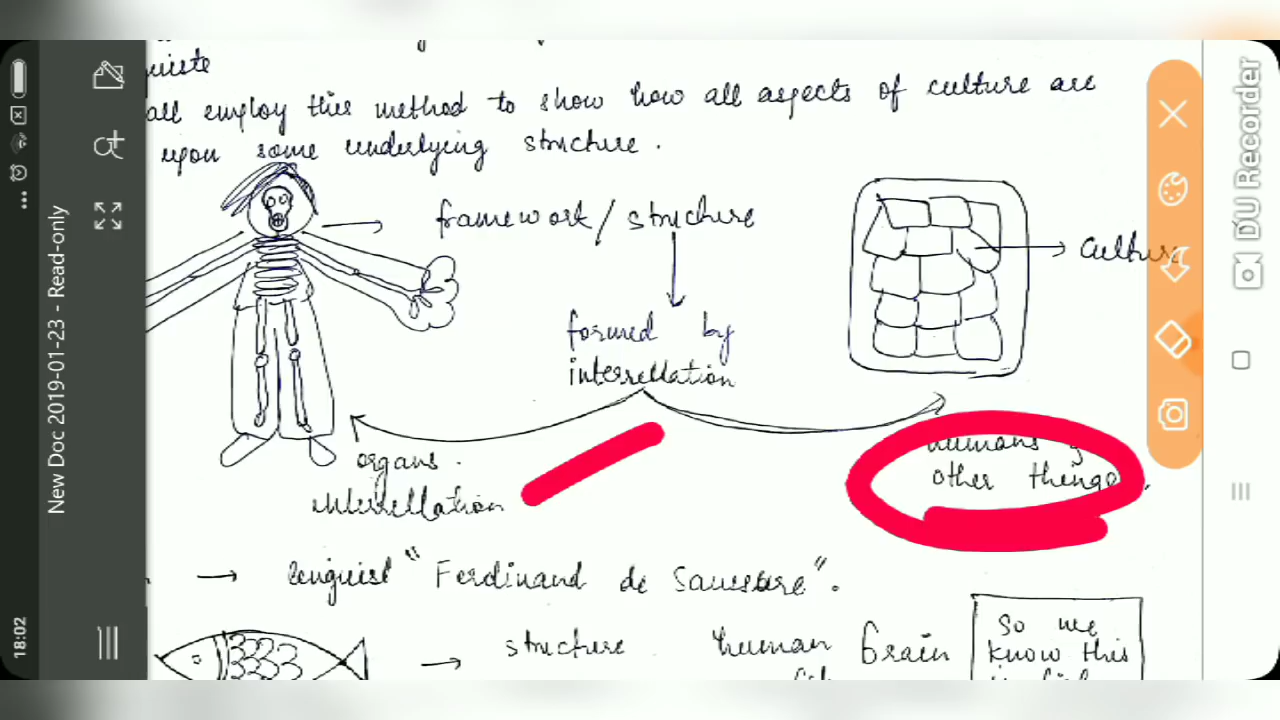 all employ this method to show how all aspects of culture are
upon some underlying structure.
framework / structure
culture
formed by
interrellation
organs.
interrellation
humans
other things.
"Ferdinand de Saussure".
structure human brain
So we
know this
New Doc 2019-01-23 - Read-only
18:02
DU Recorder